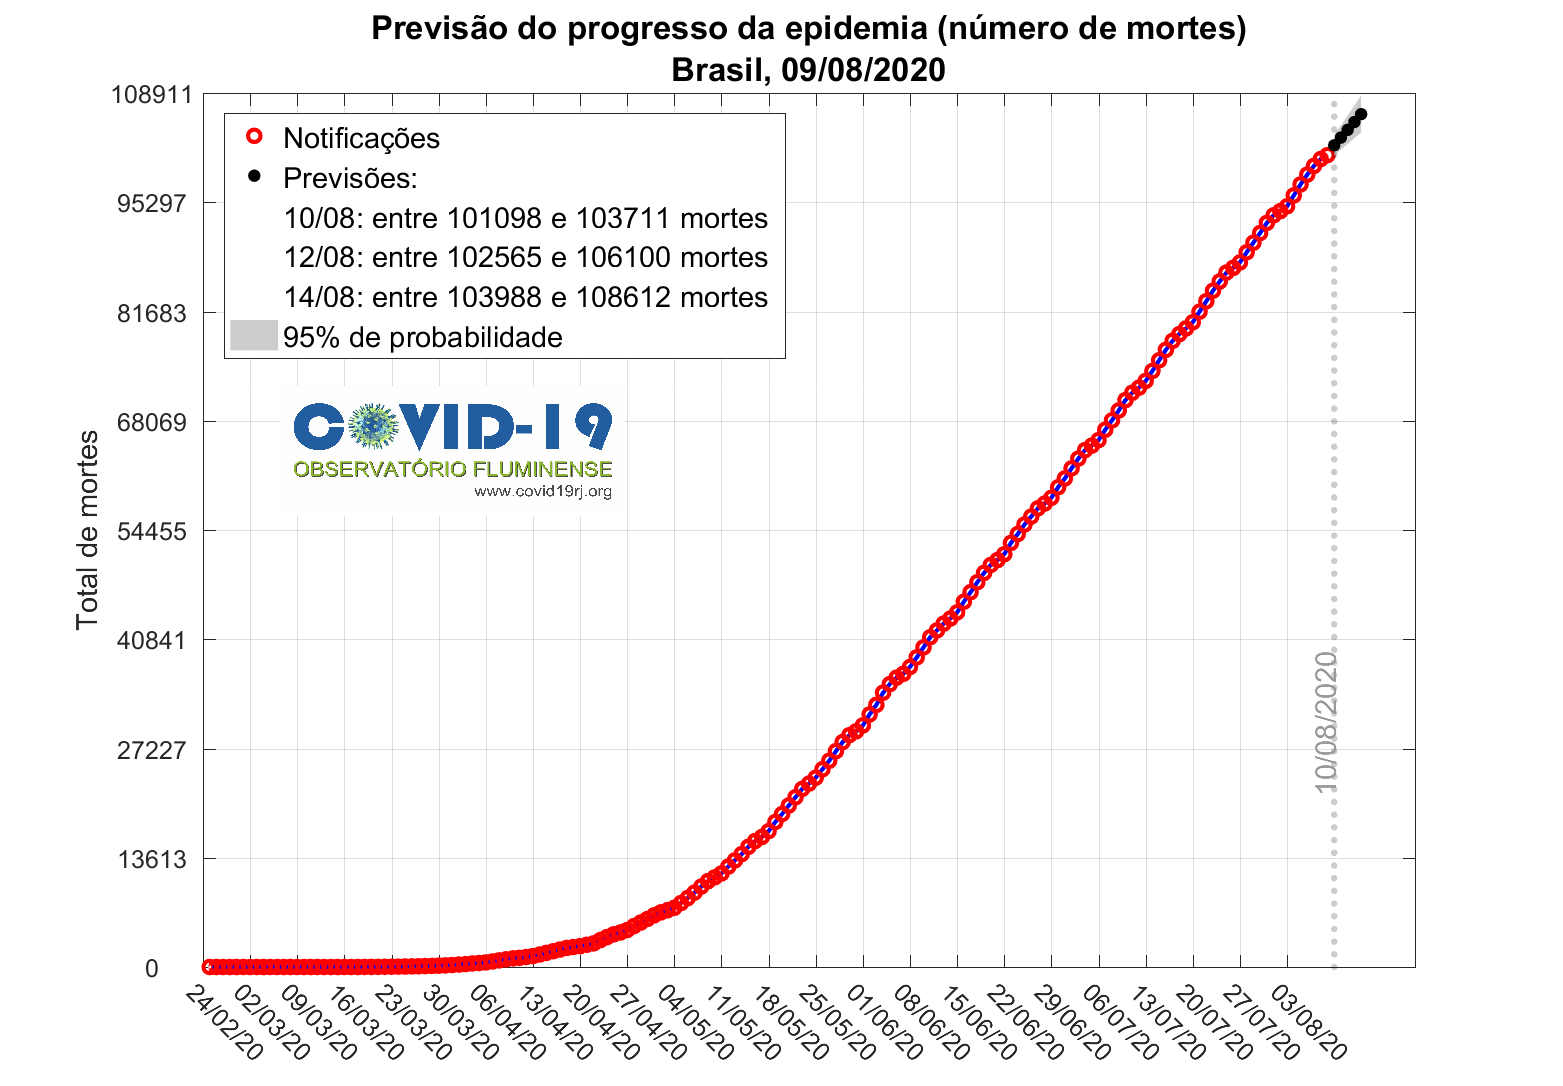 Previsão do progresso da epidemia (número de mortes)
Brasil, 09/08/2020
108911
95297
81683
68069
54455
40841
27227
13613
0
Total de mortes
Notificações
Previsões:
10/08: entre 101098 e 103711 mortes
12/08: entre 102565 e 106100 mortes
14/08: entre 103988 e 108612 mortes
95% de probabilidade
COVID-19
OBSERVATÓRIO FLUMINENSE
www.covid19rj.org
10/08/2020
24/02/20
02/03/20
09/03/20
16/03/20
23/03/20
30/03/20
06/04/20
13/04/20
20/04/20
27/04/20
04/05/20
11/05/20
18/05/20
25/05/20
01/06/20
08/06/20
15/06/20
22/06/20
29/06/20
06/07/20
13/07/20
20/07/20
27/07/20
03/08/20